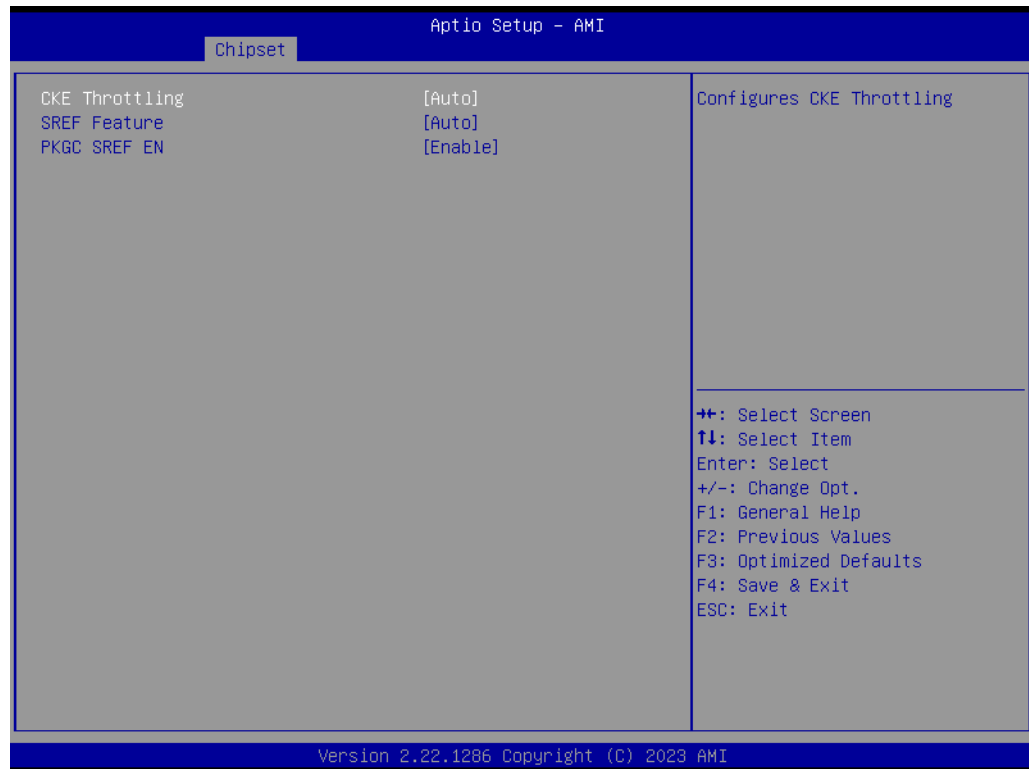 Aptio Setup – AMI
Chipset
CKE Throttling [Auto]
SREF Feature [Auto]
PKGC SREF EN [Enable]
Configures CKE Throttling
→←: Select Screen
↑↓: Select Item
Enter: Select
+/-: Change Opt.
F1: General Help
F2: Previous Values
F3: Optimized Defaults
F4: Save & Exit
ESC: Exit
Version 2.22.1286 Copyright (C) 2023 AMI